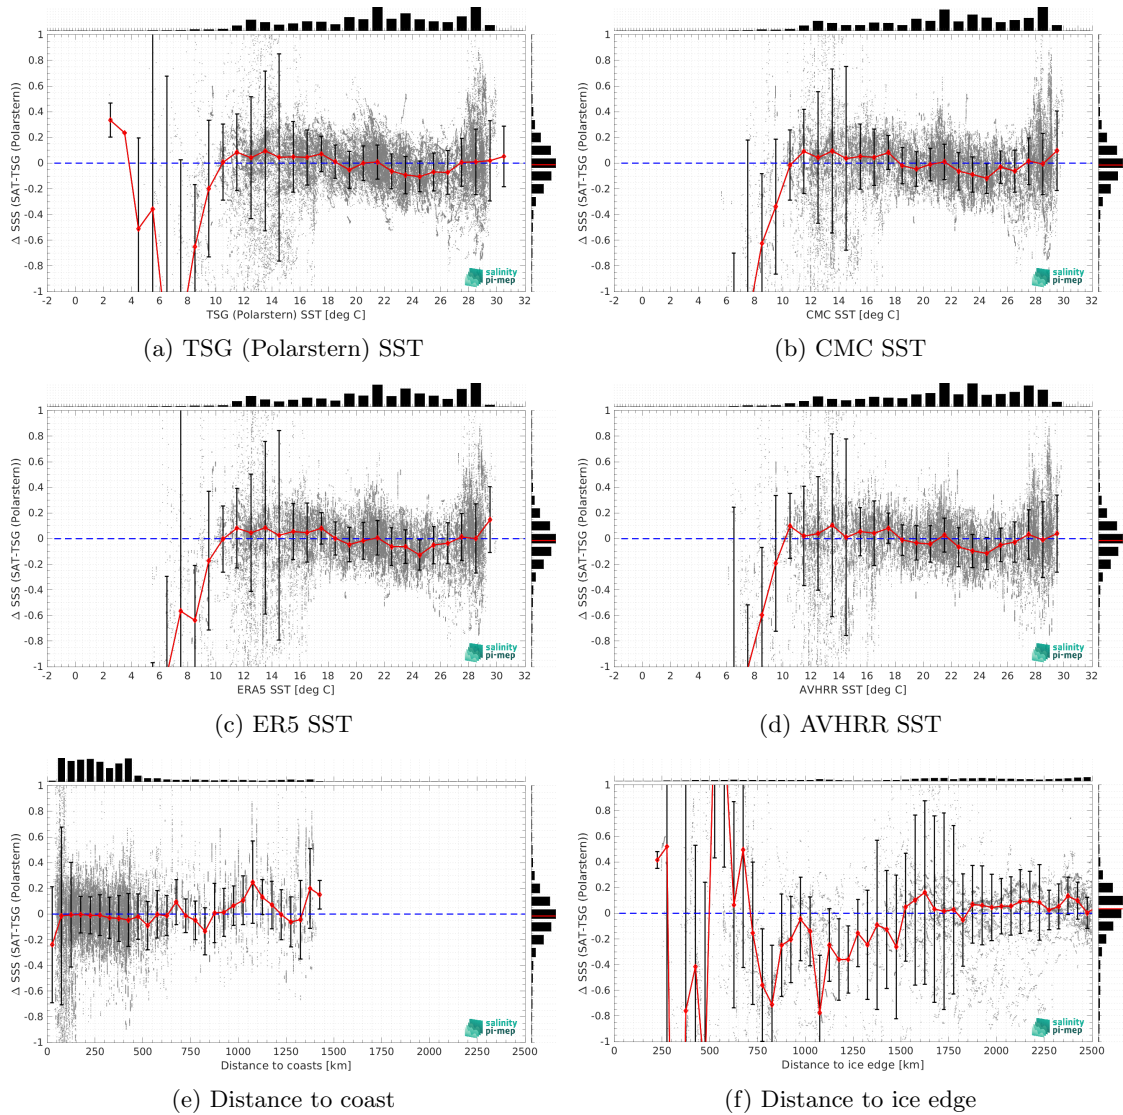 1
0.8
0.6
0.4
0.2
0
-0.2
-0.4
-0.6
-0.8
-1
Δ SSS (SAT-TSG (Polarstern))
salinity
pi-mep
-2 0 2 4 6 8 10 12 14 16 18 20 22 24 26 28 30 32
TSG (Polarstern) SST [deg C]
(a) TSG (Polarstern) SST
1
0.8
0.6
0.4
0.2
0
-0.2
-0.4
-0.6
-0.8
-1
Δ SSS (SAT-TSG (Polarstern))
salinity
pi-mep
-2 0 2 4 6 8 10 12 14 16 18 20 22 24 26 28 30 32
CMC SST [deg C]
(b) CMC SST
1
0.8
0.6
0.4
0.2
0
-0.2
-0.4
-0.6
-0.8
-1
Δ SSS (SAT-TSG (Polarstern))
salinity
pi-mep
-2 0 2 4 6 8 10 12 14 16 18 20 22 24 26 28 30 32
ERA5 SST [deg C]
(c) ER5 SST
1
0.8
0.6
0.4
0.2
0
-0.2
-0.4
-0.6
-0.8
-1
Δ SSS (SAT-TSG (Polarstern))
salinity
pi-mep
-2 0 2 4 6 8 10 12 14 16 18 20 22 24 26 28 30 32
AVHRR SST [deg C]
(d) AVHRR SST
1
0.8
0.6
0.4
0.2
0
-0.2
-0.4
-0.6
-0.8
-1
Δ SSS (SAT-TSG (Polarstern))
salinity
pi-mep
0 250 500 750 1000 1250 1500 1750 2000 2250 2500
Distance to coasts [km]
(e) Distance to coast
1
0.8
0.6
0.4
0.2
0
-0.2
-0.4
-0.6
-0.8
-1
Δ SSS (SAT-TSG (Polarstern))
salinity
pi-mep
0 250 500 750 1000 1250 1500 1750 2000 2250 2500
Distance to ice edge [km]
(f) Distance to ice edge